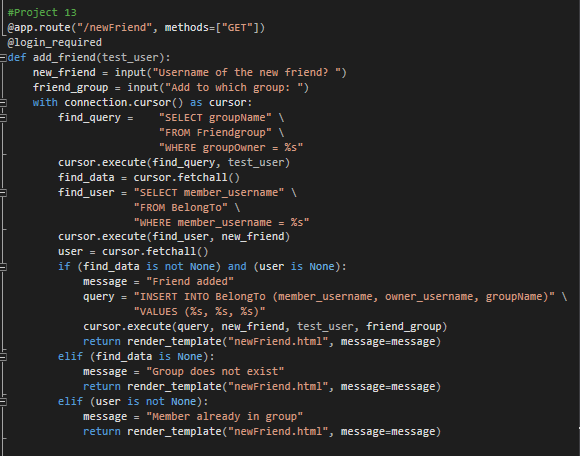 #Project 13
@app.route("/newFriend", methods=["GET"])
@login_required
def add_friend(test_user):
    new_friend = input("Username of the new friend? ")
    friend_group = input("Add to which group: ")
    with connection.cursor() as cursor:
        find_query =    "SELECT groupName" \
                        "FROM Friendgroup" \
                        "WHERE groupOwner = %s"
        cursor.execute(find_query, test_user)
        find_data = cursor.fetchall()
        find_user = "SELECT member_username" \
                    "FROM BelongTo" \
                    "WHERE member_username = %s"
        cursor.execute(find_user, new_friend)
        user = cursor.fetchall()
        if (find_data is not None) and (user is None):
            message = "Friend added"
            query = "INSERT INTO BelongTo (member_username, owner_username, groupName)" \
                    "VALUES (%s, %s, %s)"
            cursor.execute(query, new_friend, test_user, friend_group)
            return render_template("newFriend.html", message=message)
        elif (find_data is None):
            message = "Group does not exist"
            return render_template("newFriend.html", message=message)
        elif (user is not None):
            message = "Member already in group"
            return render_template("newFriend.html", message=message)